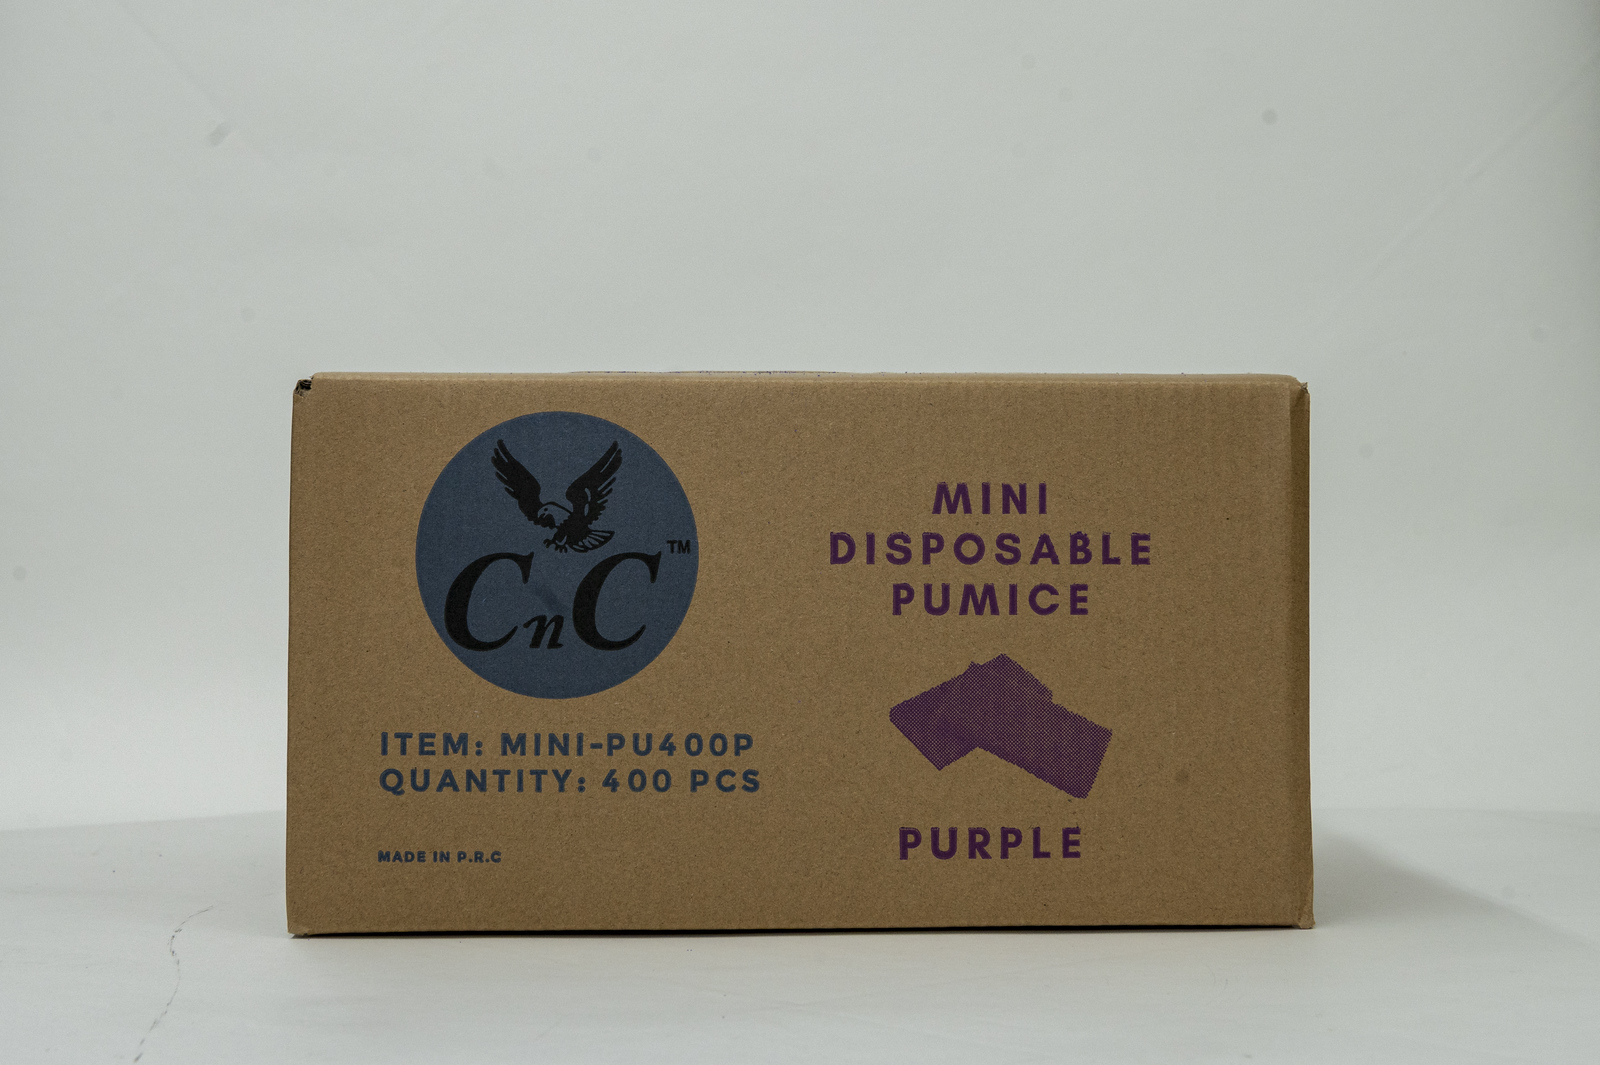 CnC™
ITEM: MINI-PU400P
QUANTITY: 400 PCS
MADE IN P.R.C
MINI
DISPOSABLE
PUMICE
PURPLE